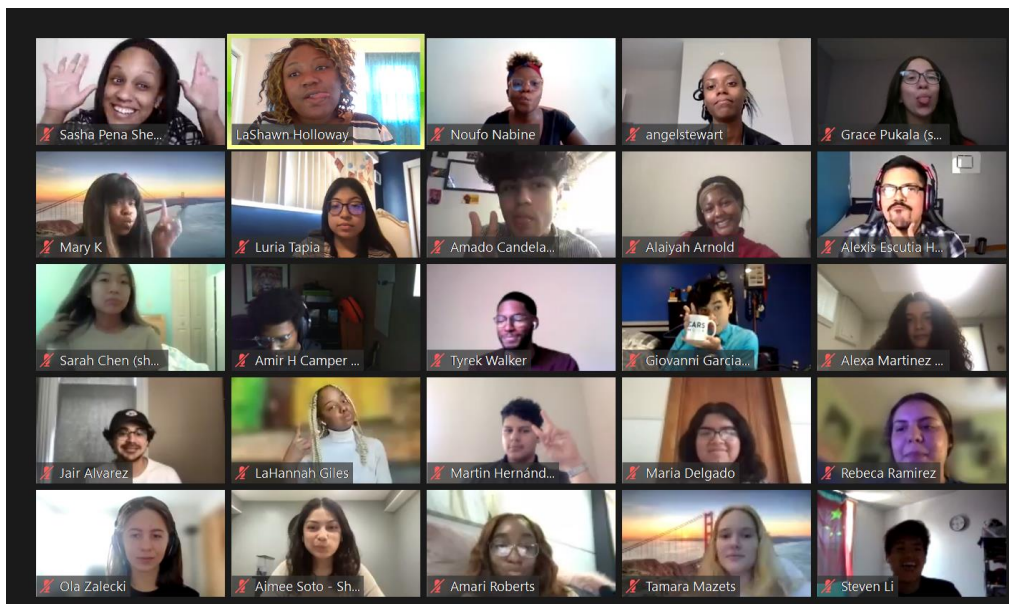 Sasha Pena She...
LaShawn Holloway
Noufo Nabine
angelstewart
Grace Pukala (s...
Mary K
Luria Tapia
Amado Candela...
Alaiyah Arnold
Alexis Escutia H...
Sarah Chen (sh...
Amir H Camper ...
Tyrek Walker
Giovanni Garcia...
EARS
Alexa Martinez ...
Jair Alvarez
LaHannah Giles
Martin Hernánd...
Maria Delgado
Rebeca Ramirez
Ola Zalecki
Aimee Soto - Sh...
Amari Roberts
Tamara Mazets
Steven Li